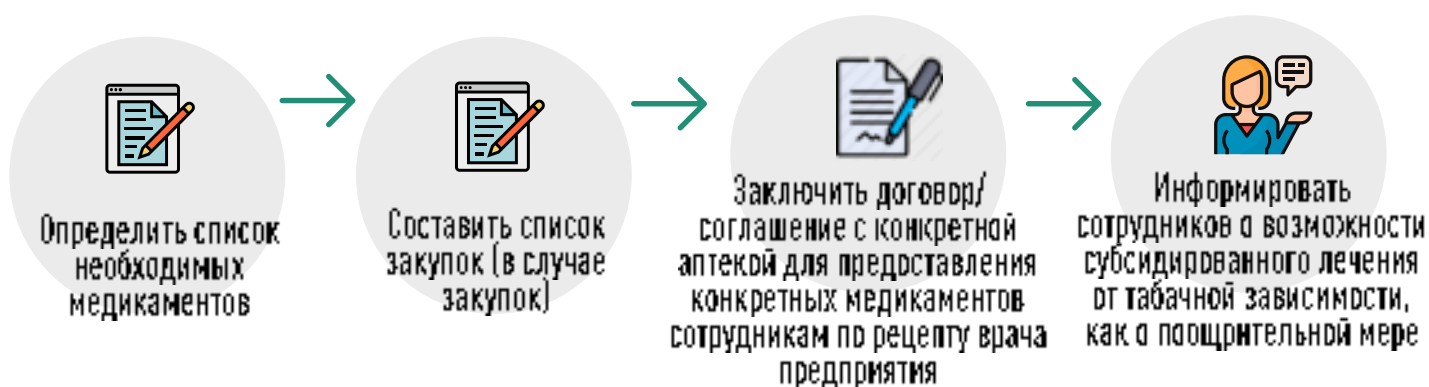 Определить список
необходимых
медикаментов
Составить список
закупок (в случае
закупок)
Заключить договор/
соглашение с конкретной
аптекой для предоставления
конкретных медикаментов
сотрудникам по рецепту врача
предприятия
Информировать
сотрудников о возможности
субсидированного лечения
от табачной зависимости,
как о поощрительной мере